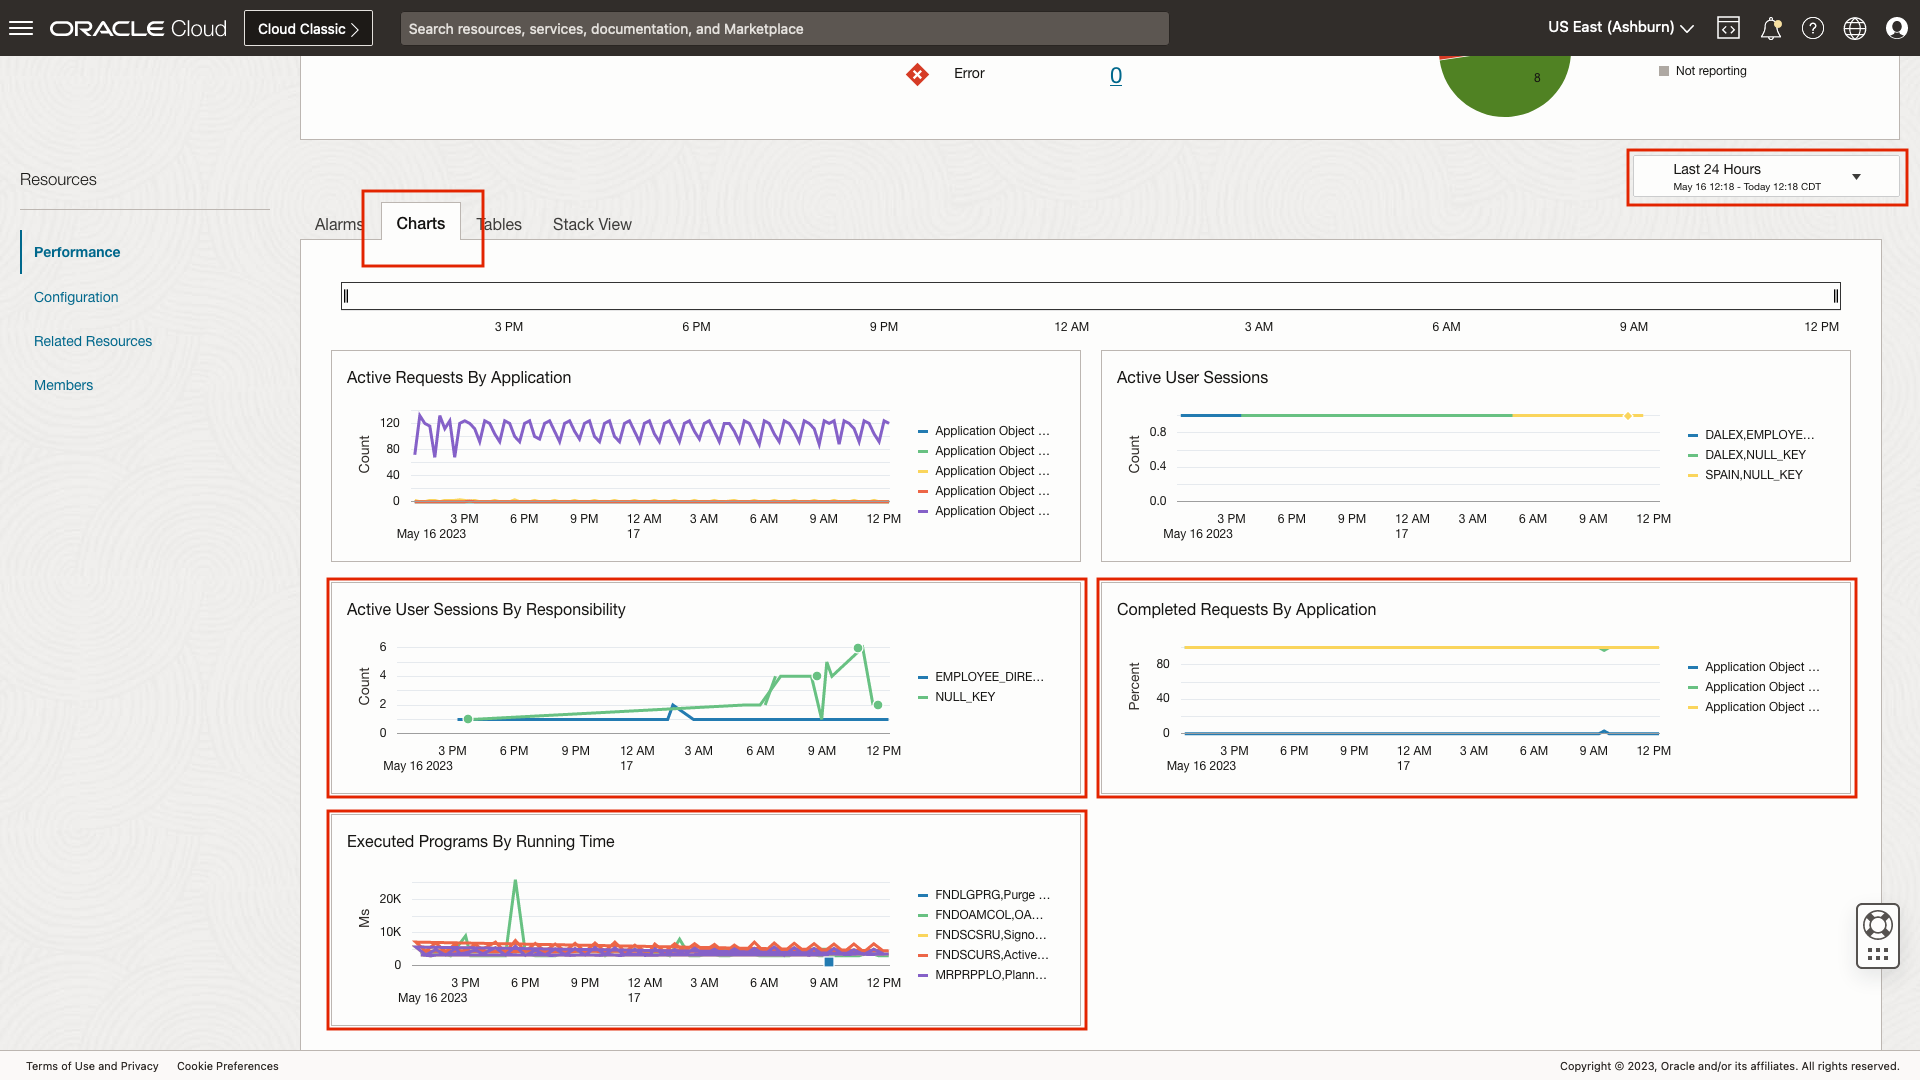 ORACLE Cloud
Cloud Classic
Search resources, services, documentation, and Marketplace
US East (Ashburn)
Error
0
8
Not reporting
Last 24 Hours
May 16 12:18 - Today 12:18 CDT
Resources
Performance
Configuration
Related Resources
Members
Alarms
Charts
Tables
Stack View
3 PM 6 PM 9 PM 12 AM 3 AM 6 AM 9 AM 12 PM
Active Requests By Application
Count
120
80
40
0
3 PM 6 PM 9 PM 12 AM 3 AM 6 AM 9 AM 12 PM
May 16 2023 17
Application Object ...
Application Object ...
Application Object ...
Application Object ...
Application Object ...
Active User Sessions
Count
0.8
0.4
0.0
3 PM 6 PM 9 PM 12 AM 3 AM 6 AM 9 AM 12 PM
May 16 2023 17
DALEX,EMPLOYE...
DALEX,NULL_KEY
SPAIN,NULL_KEY
Active User Sessions By Responsibility
Count
6
4
2
0
3 PM 6 PM 9 PM 12 AM 3 AM 6 AM 9 AM 12 PM
May 16 2023 17
EMPLOYEE_DIRE...
NULL_KEY
Completed Requests By Application
Percent
80
40
0
3 PM 6 PM 9 PM 12 AM 3 AM 6 AM 9 AM 12 PM
May 16 2023 17
Application Object ...
Application Object ...
Application Object ...
Executed Programs By Running Time
Ms
20K
10K
0
3 PM 6 PM 9 PM 12 AM 3 AM 6 AM 9 AM 12 PM
May 16 2023 17
FNDLGPRG,Purge ...
FNDOAMCOL,OA...
FNDSCSRU,Signo...
FNDSCURS,Active...
MRPRPPLO,Plann...
Terms of Use and Privacy
Cookie Preferences
Copyright © 2023, Oracle and/or its affiliates. All rights reserved.